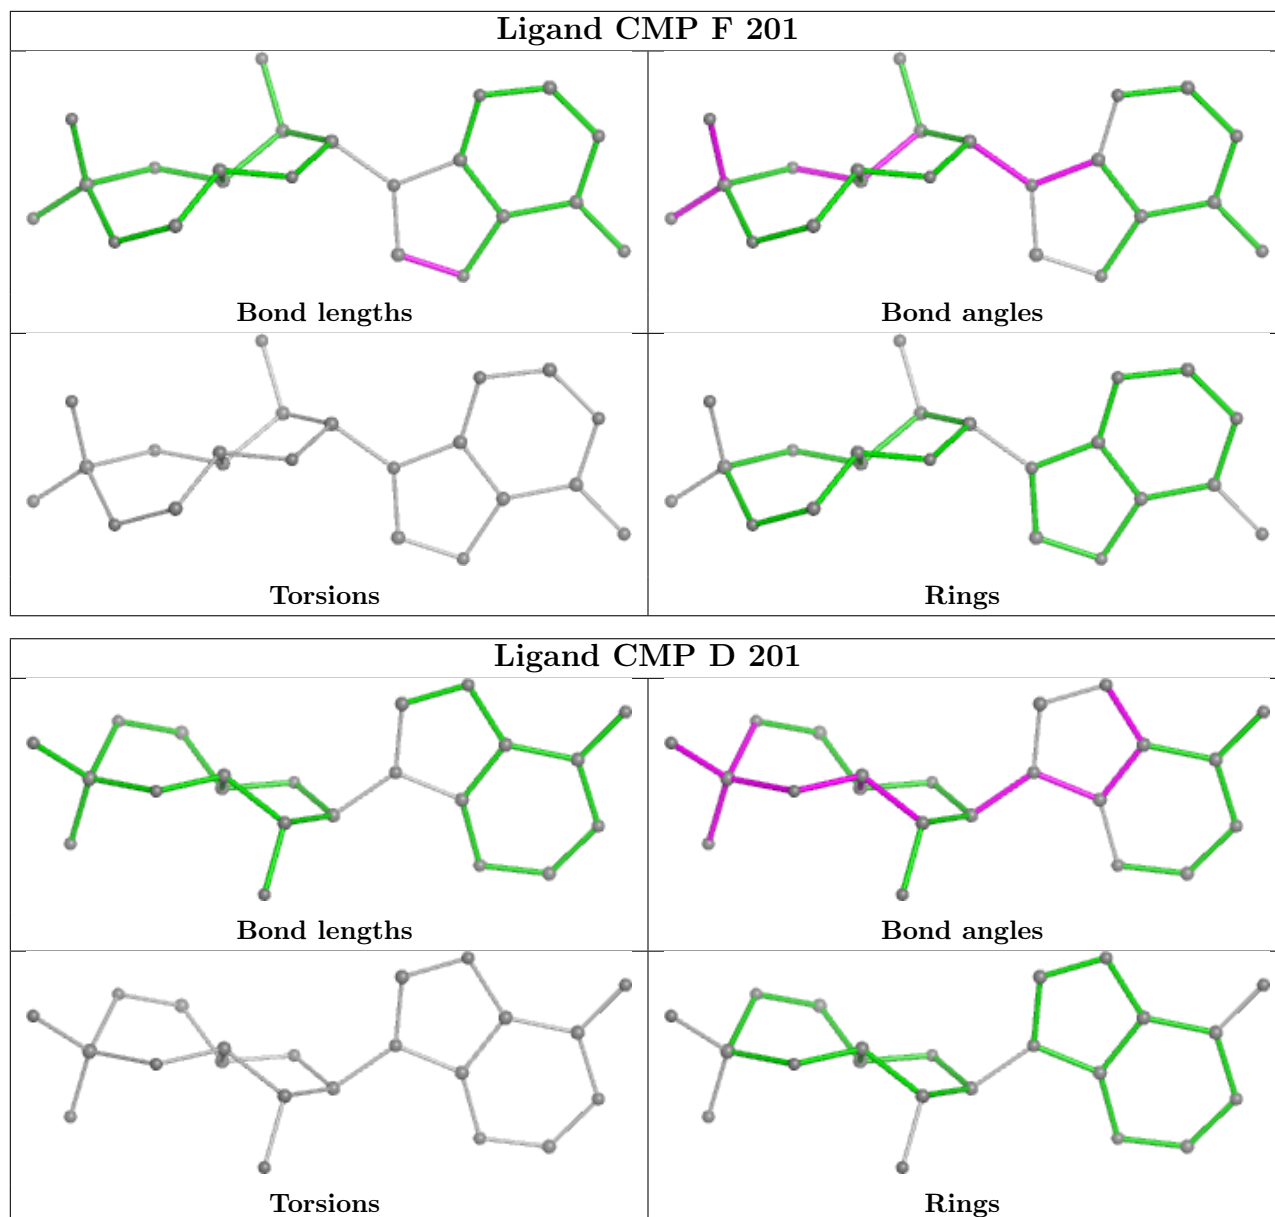 Ligand CMP F 201
Bond lengths
Bond angles
Torsions
Rings
Ligand CMP D 201
Bond lengths
Bond angles
Torsions
Rings